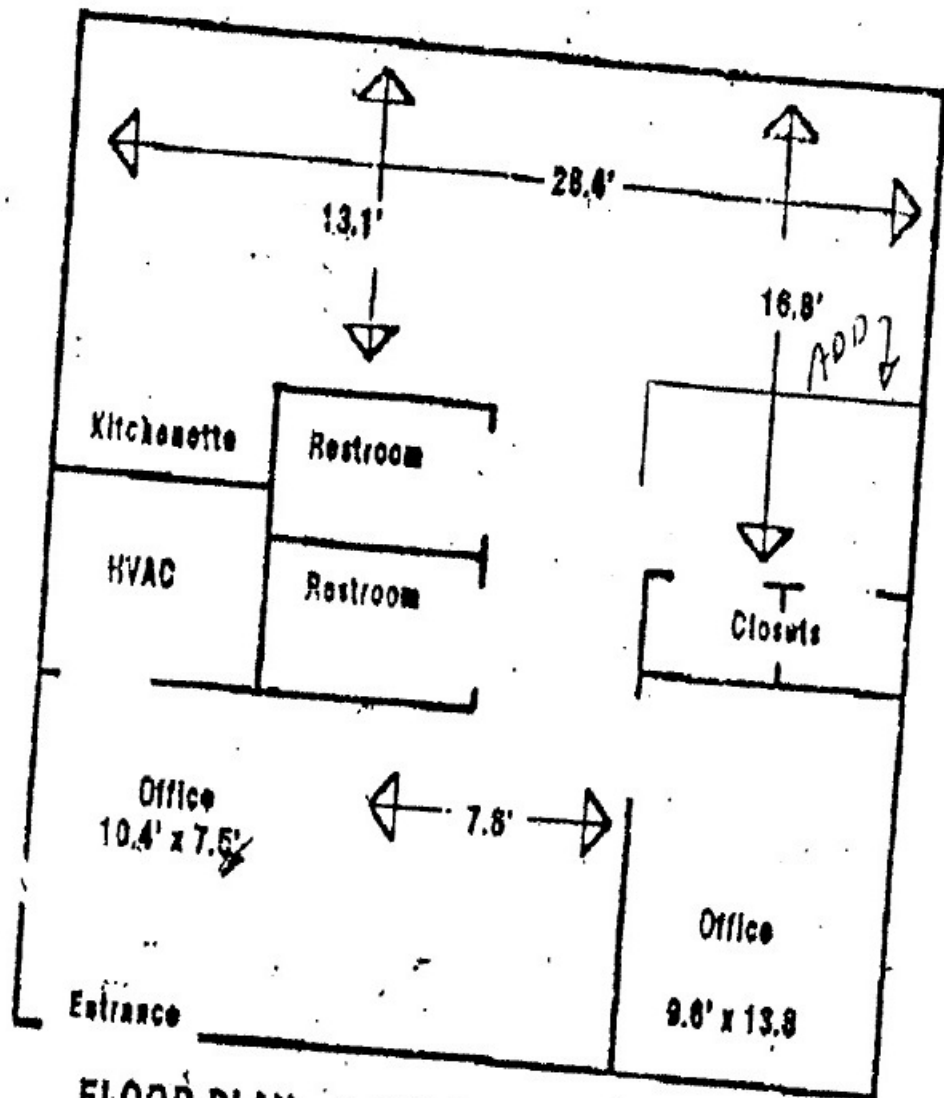 28.4'
13.1'
16.8'
ADD
Kitchenette
Restroom
HVAC
Restroom
Closets
Office
10.4' x 7.5'
7.8'
Office
9.6' x 13.8
Entrance
FLOOR PLAN